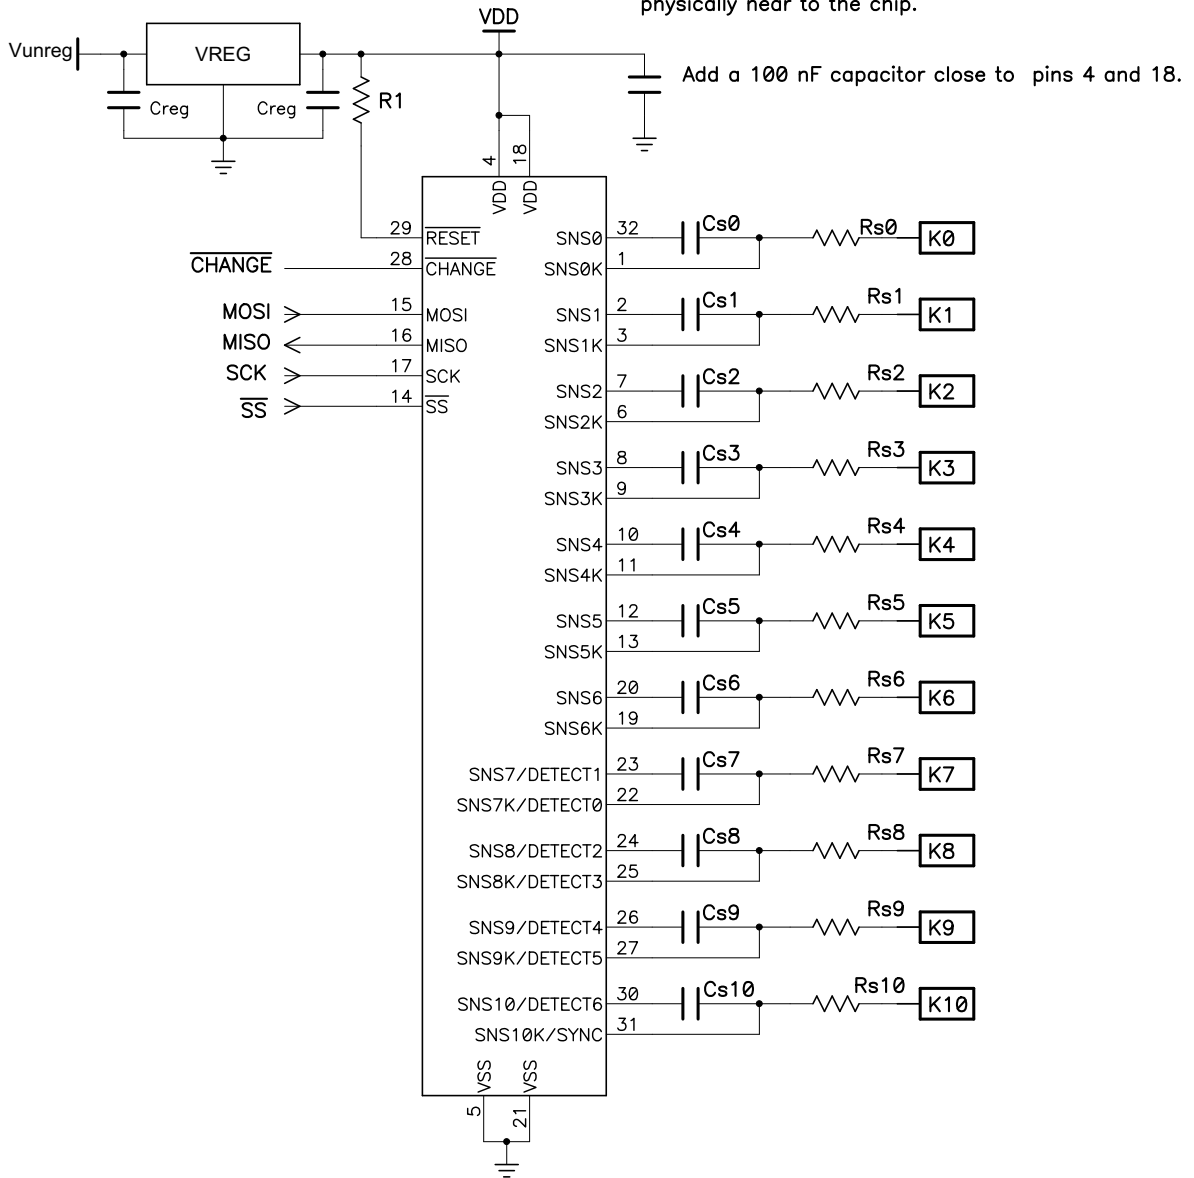 physically near to the chip.
VDD
Vunreg
VREG
Add a 100 nF capacitor close to pins 4 and 18.
Creg
Creg
R1
4
18
VDD
VDD
29
RESET
SNS0
32
Cs0
Rs0
K0
CHANGE
28
CHANGE
SNS0K
1
MOSI
15
MOSI
SNS1
2
Cs1
Rs1
K1
MISO
16
MISO
SNS1K
3
SCK
17
SCK
SNS2
7
Cs2
Rs2
K2
SS
14
SS
SNS2K
6
SNS3
8
Cs3
Rs3
K3
SNS3K
9
SNS4
10
Cs4
Rs4
K4
SNS4K
11
SNS5
12
Cs5
Rs5
K5
SNS5K
13
SNS6
20
Cs6
Rs6
K6
SNS6K
19
SNS7/DETECT1
23
Cs7
Rs7
K7
SNS7K/DETECT0
22
SNS8/DETECT2
24
Cs8
Rs8
K8
SNS8K/DETECT3
25
SNS9/DETECT4
26
Cs9
Rs9
K9
SNS9K/DETECT5
27
SNS10/DETECT6
30
Cs10
Rs10
K10
SNS10K/SYNC
31
VSS
VSS
5
21